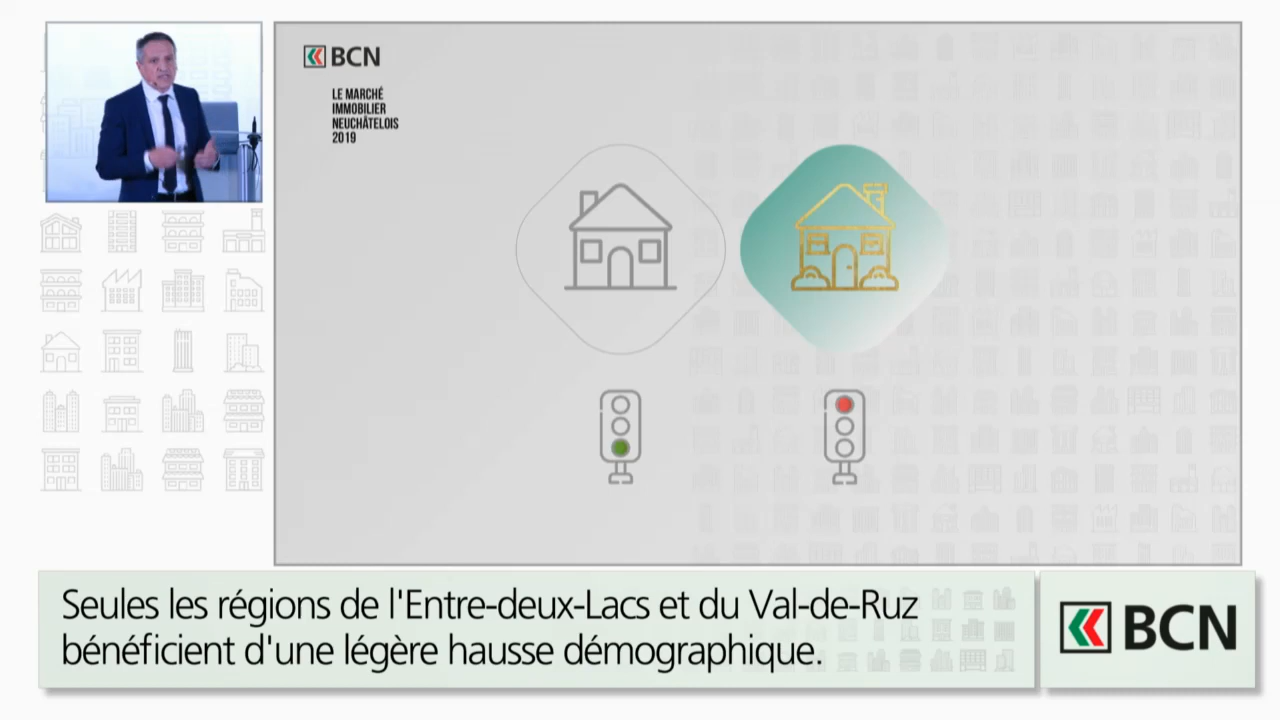 BCN
LE MARCHÉ
IMMOBILIER
NEUCHÂTELOIS
2019
Seules les régions de l'Entre-deux-Lacs et du Val-de-Ruz
bénéficient d'une légère hausse démographique.
BCN